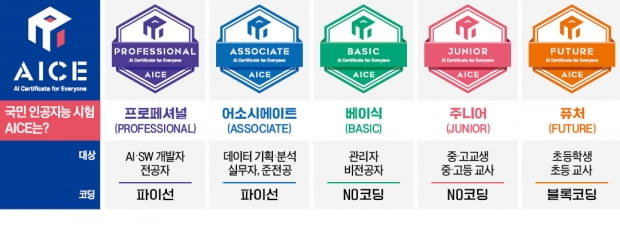 AICE
AI Certificate for Everyone
PROFESSIONAL
AI Certificate for Everyone
AICE
ASSOCIATE
AI Certificate for Everyone
AICE
BASIC
AI Certificate for Everyone
AICE
JUNIOR
AI Certificate for Everyone
AICE
FUTURE
AI Certificate for Everyone
AICE
국민 인공지능 시험
AICE는?
프로페셔널
(PROFESSIONAL)
어소시에이트
(ASSOCIATE)
베이식
(BASIC)
주니어
(JUNIOR)
퓨처
(FUTURE)
대상
AI·SW 개발자
전공자
데이터 기획·분석
실무자, 준전공
관리자
비전공자
중·고교생
중·고등 교사
초등학생
초등 교사
코딩
파이선
파이선
NO코딩
NO코딩
블록코딩